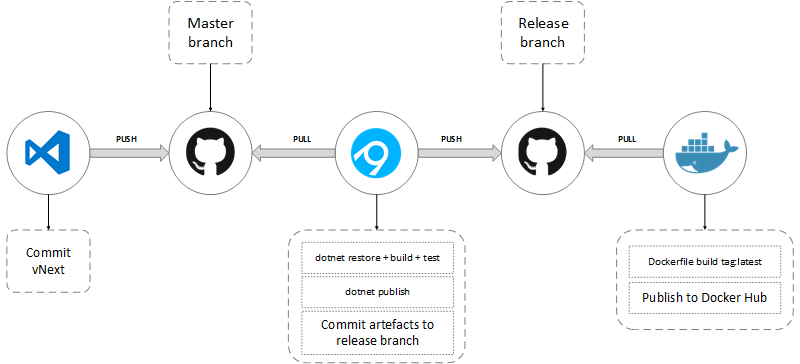 Master
branch
Release
branch
PUSH
PULL
PUSH
PULL
Commit
vNext
dotnet restore + build + test
dotnet publish
Commit artefacts to
release branch
Dockerfile build tag:latest
Publish to Docker Hub